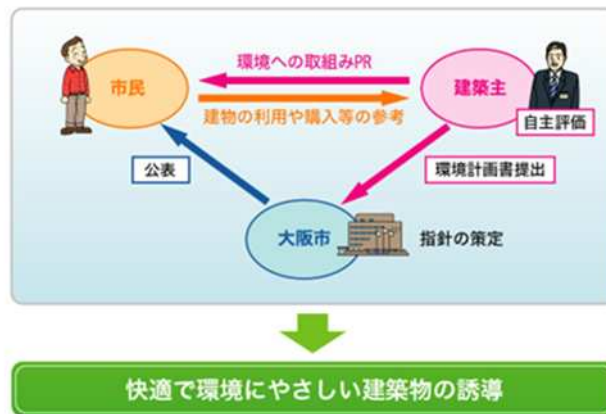 環境への取組みPR
市民
建築主
建物の利用や購入等の参考
自主評価
公表
環境計画書提出
大阪市
指針の策定
快適で環境にやさしい建築物の誘導